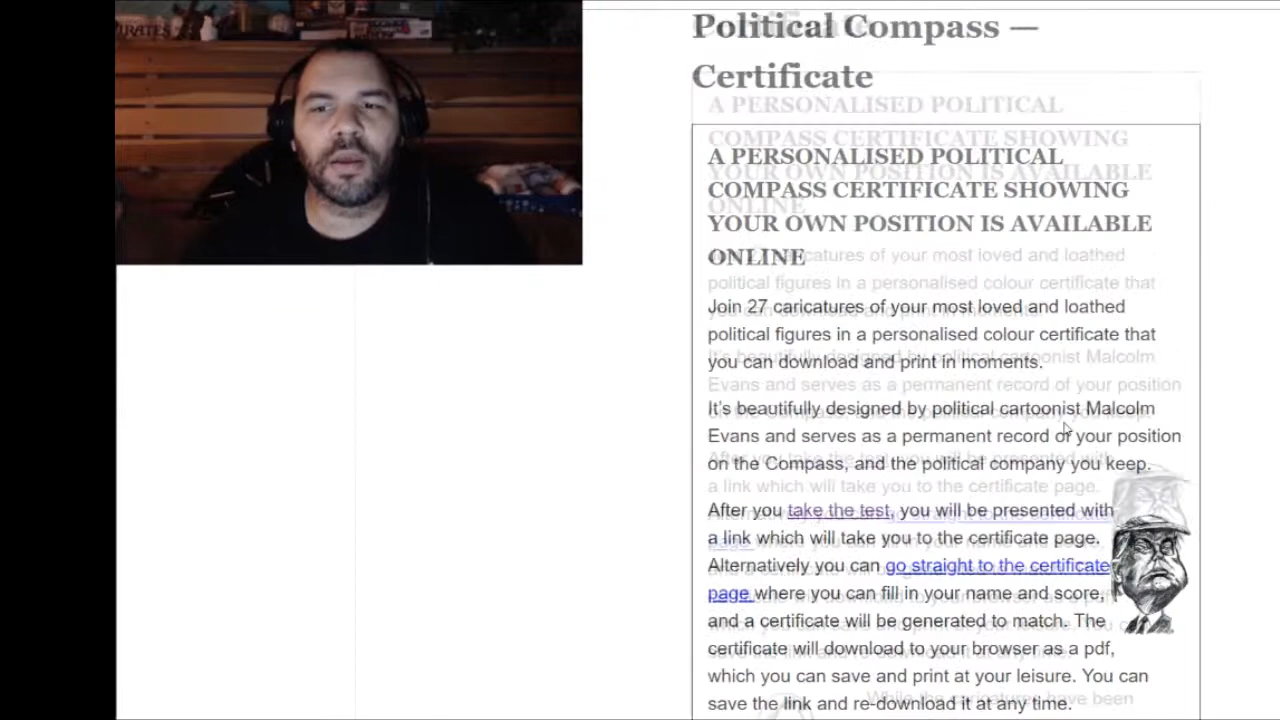 PIRATES
Political Compass —
Certificate
A PERSONALISED POLITICAL
COMPASS CERTIFICATE SHOWING
YOUR OWN POSITION IS AVAILABLE
ONLINE
Join 27 caricatures of your most loved and loathed
political figures in a personalised colour certificate that
you can download and print in moments.
It's beautifully designed by political cartoonist Malcolm
Evans and serves as a permanent record of your position
on the Compass, and the political company you keep.
After you take the test, you will be presented with
a link which will take you to the certificate page.
Alternatively you can go straight to the certificate
page where you can fill in your name and score,
and a certificate will be generated to match. The
certificate will download to your browser as a pdf,
which you can save and print at your leisure. You can
save the link and re-download it at any time.
While the caricatures have been